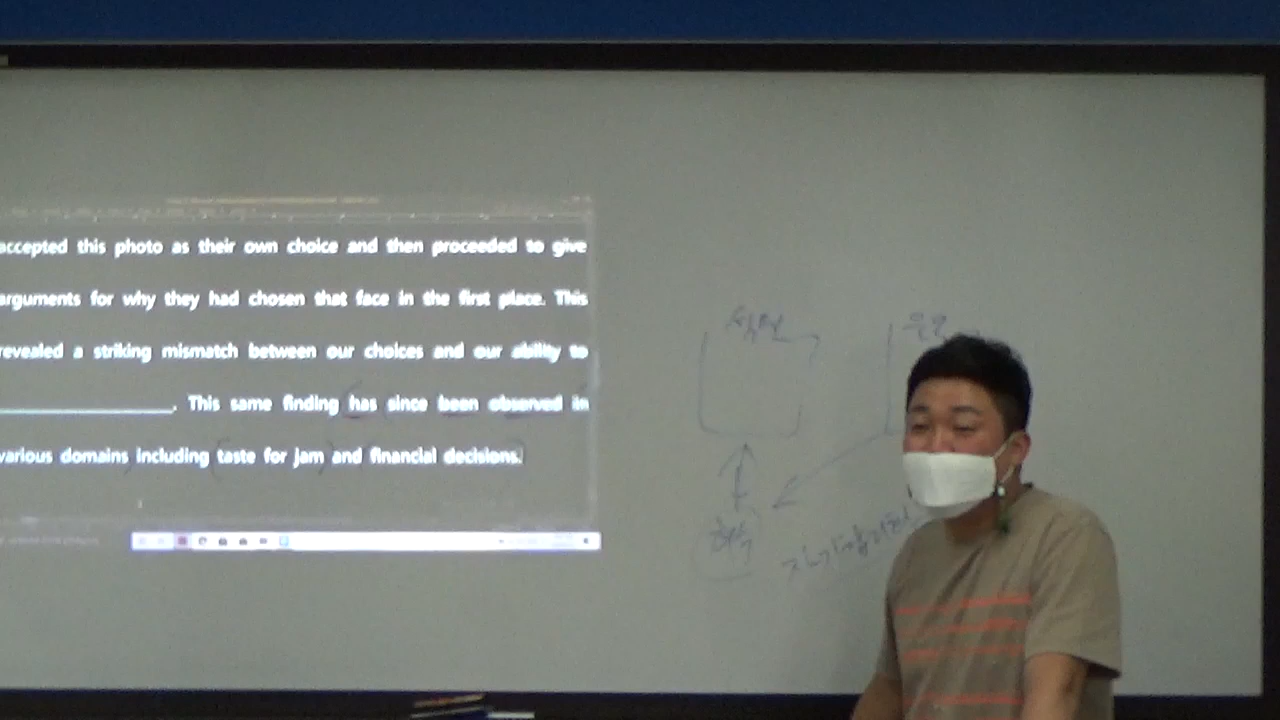 accepted this photo as their own choice and then proceeded to give
arguments for why they had chosen that face in the first place. This
revealed a striking mismatch between our choices and our ability to
____________. This same finding has since been observed in
various domains including taste for jam and financial decisions.